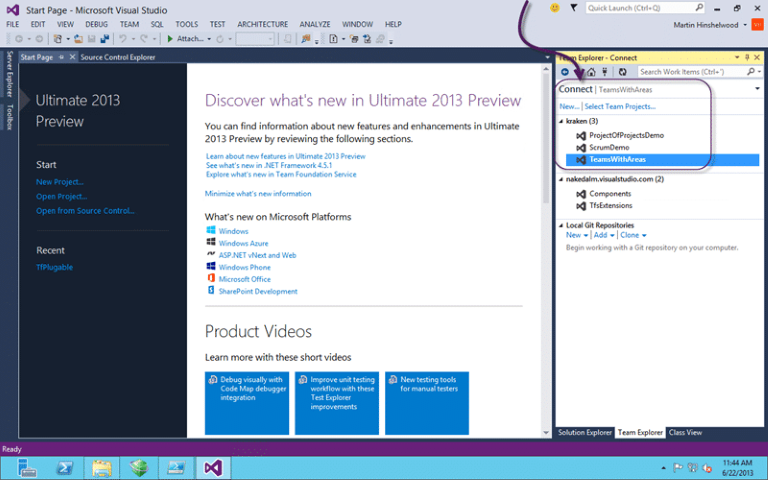 Start Page - Microsoft Visual Studio
Quick Launch (Ctrl+Q)
FILE EDIT VIEW DEBUG TEAM SQL TOOLS TEST ARCHITECTURE ANALYZE WINDOW HELP
Martin Hinshelwood
Attach...
Server Explorer
Toolbox
Start Page
Source Control Explorer
Ultimate 2013
Preview
Start
New Project...
Open Project...
Open from Source Control...
Recent
TfPlugable
Discover what's new in Ultimate 2013 Preview
You can find information about new features and enhancements in Ultimate
2013 Preview by reviewing the following sections.
Learn about new features in Ultimate 2013 Preview
See what's new in .NET Framework 4.5.1
Explore what's new in Team Foundation Service
Minimize what's new information
What's new on Microsoft Platforms
Windows
Windows Azure
ASP.NET vNext and Web
Windows Phone
Microsoft Office
SharePoint Development
Product Videos
Learn more with these short videos
Debug visually with
Code Map debugger
integration
Improve unit testing
workflow with these
Test Explorer
improvements
New testing tools
for manual testers
Team Explorer - Connect
Search Work Items (Ctrl+')
Connect | TeamsWithAreas
New... | Select Team Projects...
kraken (3)
ProjectOfProjectsDemo
ScrumDemo
TeamsWithAreas
nakedalm.visualstudio.com (2)
Components
TfsExtensions
Local Git Repositories
New | Add | Clone
Begin working with a Git repository on your computer.
Solution Explorer Team Explorer Class View
Ready
11:44 AM
6/22/2013